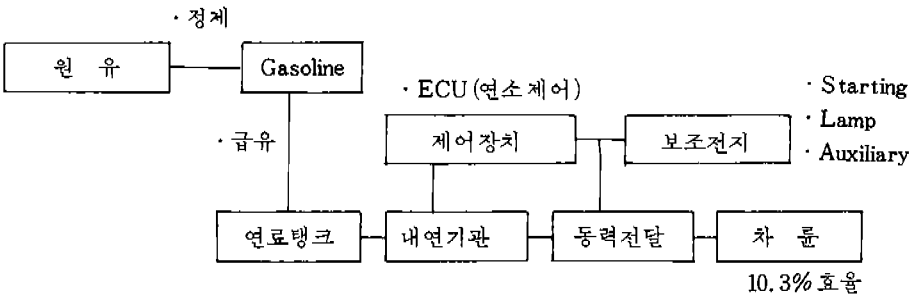 · 정제
원 유
Gasoline
· ECU (연소 제어)
· Starting
· Lamp
· Auxiliary
· 급유
제어장치
보조전지
연료탱크
내연기관
동력전달
차 륜
10.3% 효율